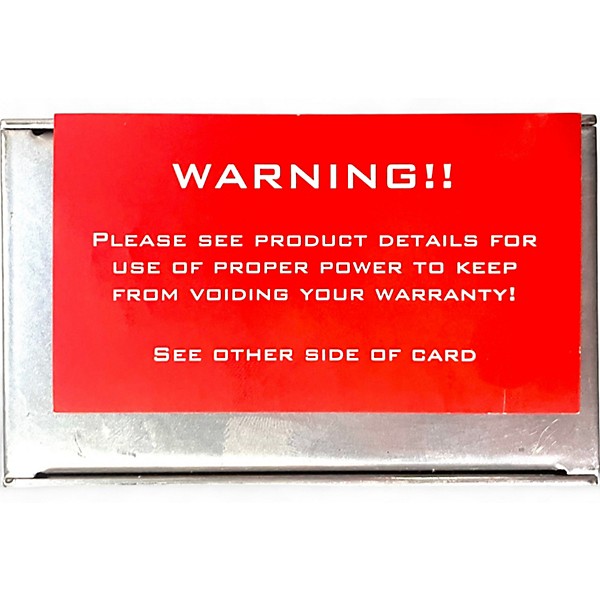 WARNING!!
PLEASE SEE PRODUCT DETAILS FOR
USE OF PROPER POWER TO KEEP
FROM VOIDING YOUR WARRANTY!
SEE OTHER SIDE OF CARD